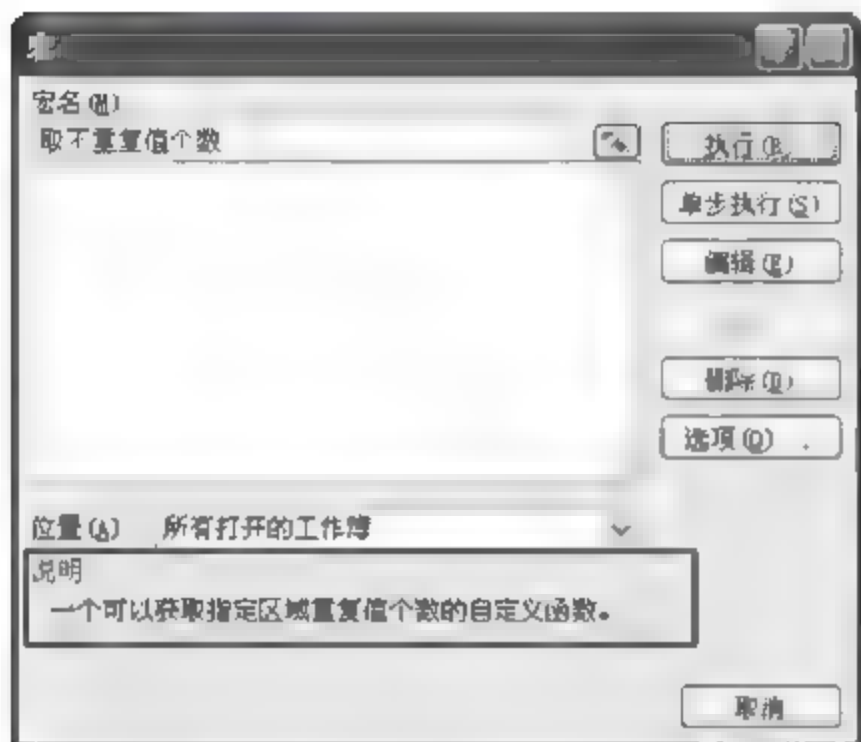 宏名(M)
取不重复值个数
执行(R)
单步执行(S)
编辑(E)
删除(D)
选项(O)
位置(A) 所有打开的工作簿
说明
一个可以获取指定区域重复值个数的自定义函数。
取消